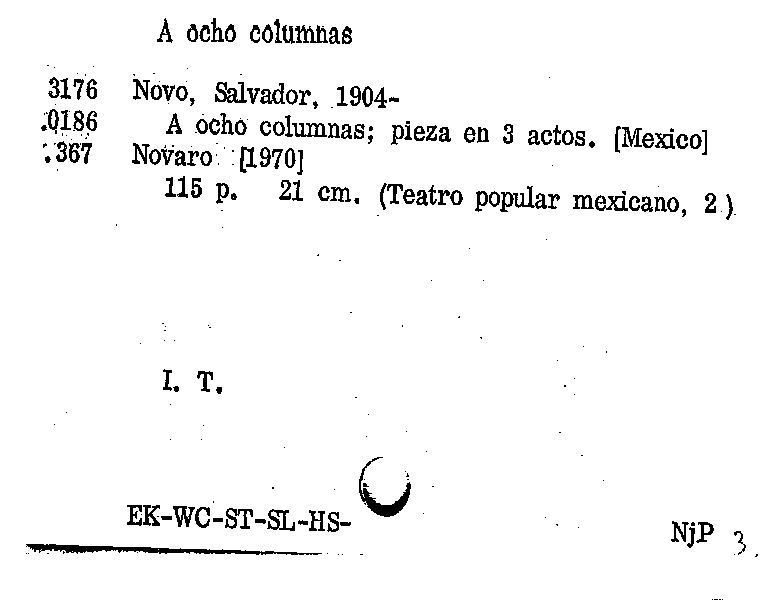 A ocho columnas
3176 Novo, Salvador, 1904-
.0186 A ocho columnas; pieza en 3 actos. [Mexico]
.367 Novaro [1970]
115 p. 21 cm. (Teatro popular mexicano, 2)
I. T.
EK-WC-ST-SL-HS-
NjP 3